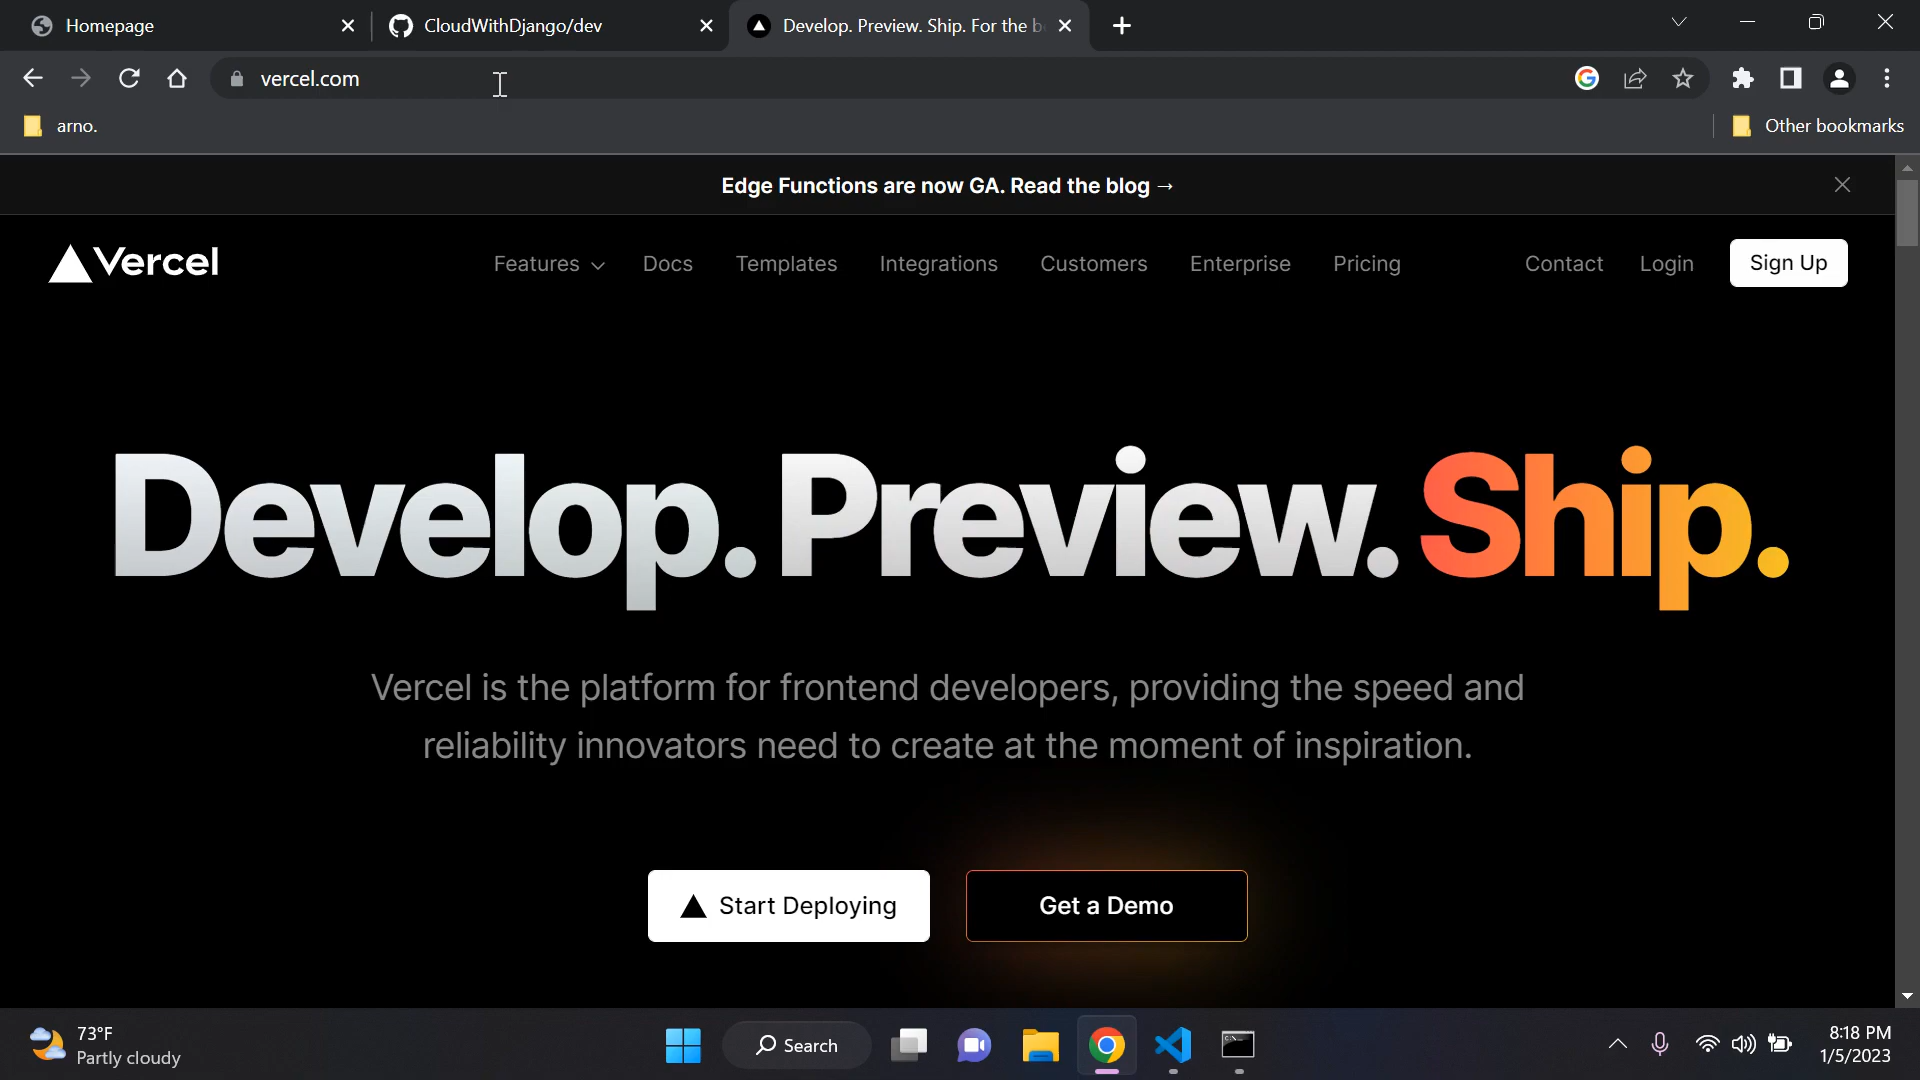 Homepage
CloudWithDjango/dev
Develop. Preview. Ship. For the b
vercel.com
arno.
Other bookmarks
Edge Functions are now GA. Read the blog →
Vercel
Features
Docs
Templates
Integrations
Customers
Enterprise
Pricing
Contact
Login
Sign Up
Develop. Preview. Ship.
Vercel is the platform for frontend developers, providing the speed and
reliability innovators need to create at the moment of inspiration.
Start Deploying
Get a Demo
73°F
Partly cloudy
Search
8:18 PM
1/5/2023